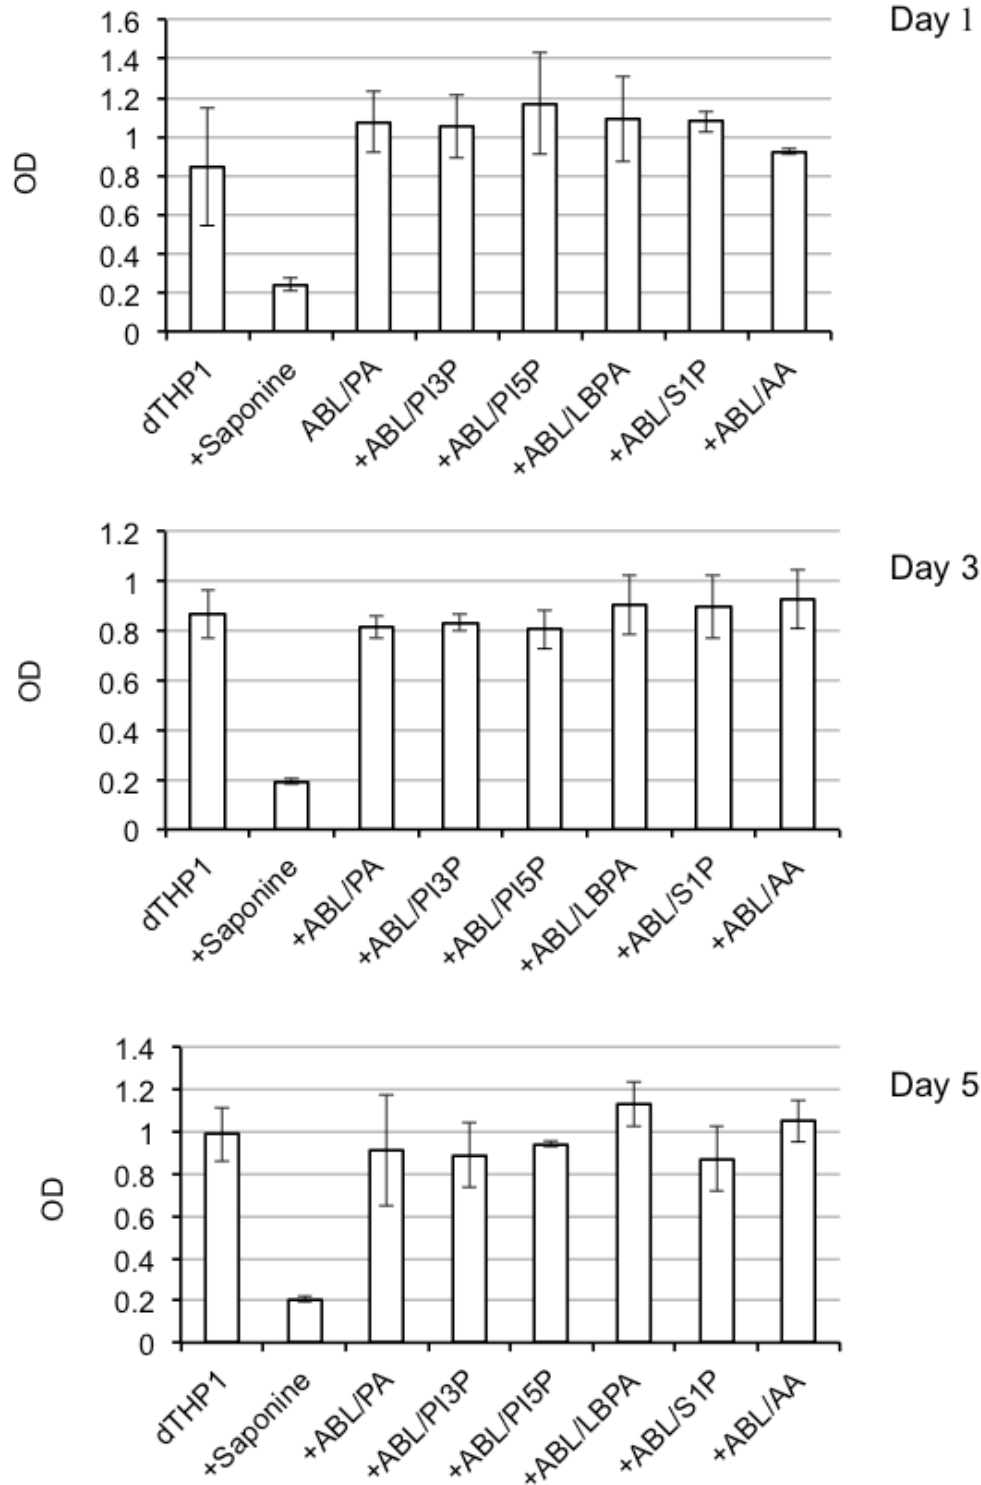 Day 1
1.6
1.4
1.2
1
0.8
0.6
0.4
0.2
0
OD
dTHP1
+Saponine
ABL/PA
+ABL/PI3P
+ABL/PI5P
+ABL/LBPA
+ABL/S1P
+ABL/AA
Day 3
1.2
1
0.8
0.6
0.4
0.2
0
OD
dTHP1
+Saponine
+ABL/PA
+ABL/PI3P
+ABL/PI5P
+ABL/LBPA
+ABL/S1P
+ABL/AA
Day 5
1.4
1.2
1
0.8
0.6
0.4
0.2
0
OD
dTHP1
+Saponine
+ABL/PA
+ABL/PI3P
+ABL/PI5P
+ABL/LBPA
+ABL/S1P
+ABL/AA